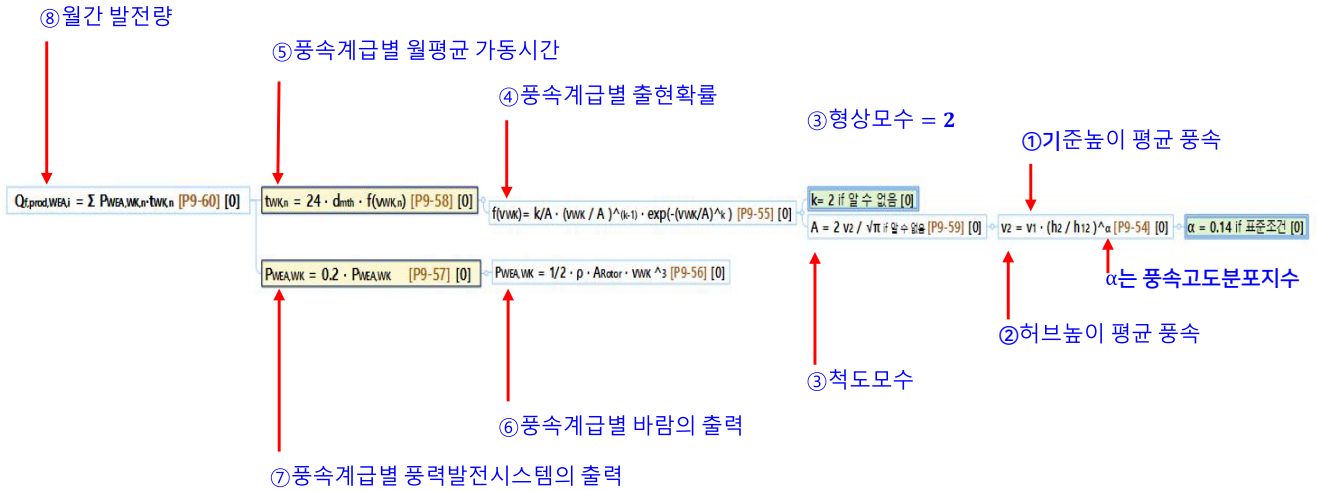 ⑧월간 발전량
⑤풍속계급별 월평균 가동시간
④풍속계급별 출현확률
③형상모수 = 2
①기준높이 평균 풍속
Qf,prod,WEA,i = Σ PWEA,WK,n·tWK,n [P9-60] [0]
tWK,n = 24 · dmth · f(vWK,n) [P9-58] [0]
f(vWK)= k/A · (vWK / A )^(k-1) · exp(-(vWK/A)^k ) [P9-55] [0]
k= 2 if 알 수 없음 [0]
A = 2 v2 / √π if 알 수 없음 [P9-59] [0]
v2 = v1 · (h2 / h12 )^α [P9-54] [0]
α = 0.14 if 표준조건 [0]
PWEA,WK = 0.2 · PWEA,WK [P9-57] [0]
PWEA,WK = 1/2 · ρ · ARotor · vWK ^3 [P9-56] [0]
α는 풍속고도분포지수
②허브높이 평균 풍속
③척도모수
⑥풍속계급별 바람의 출력
⑦풍속계급별 풍력발전시스템의 출력